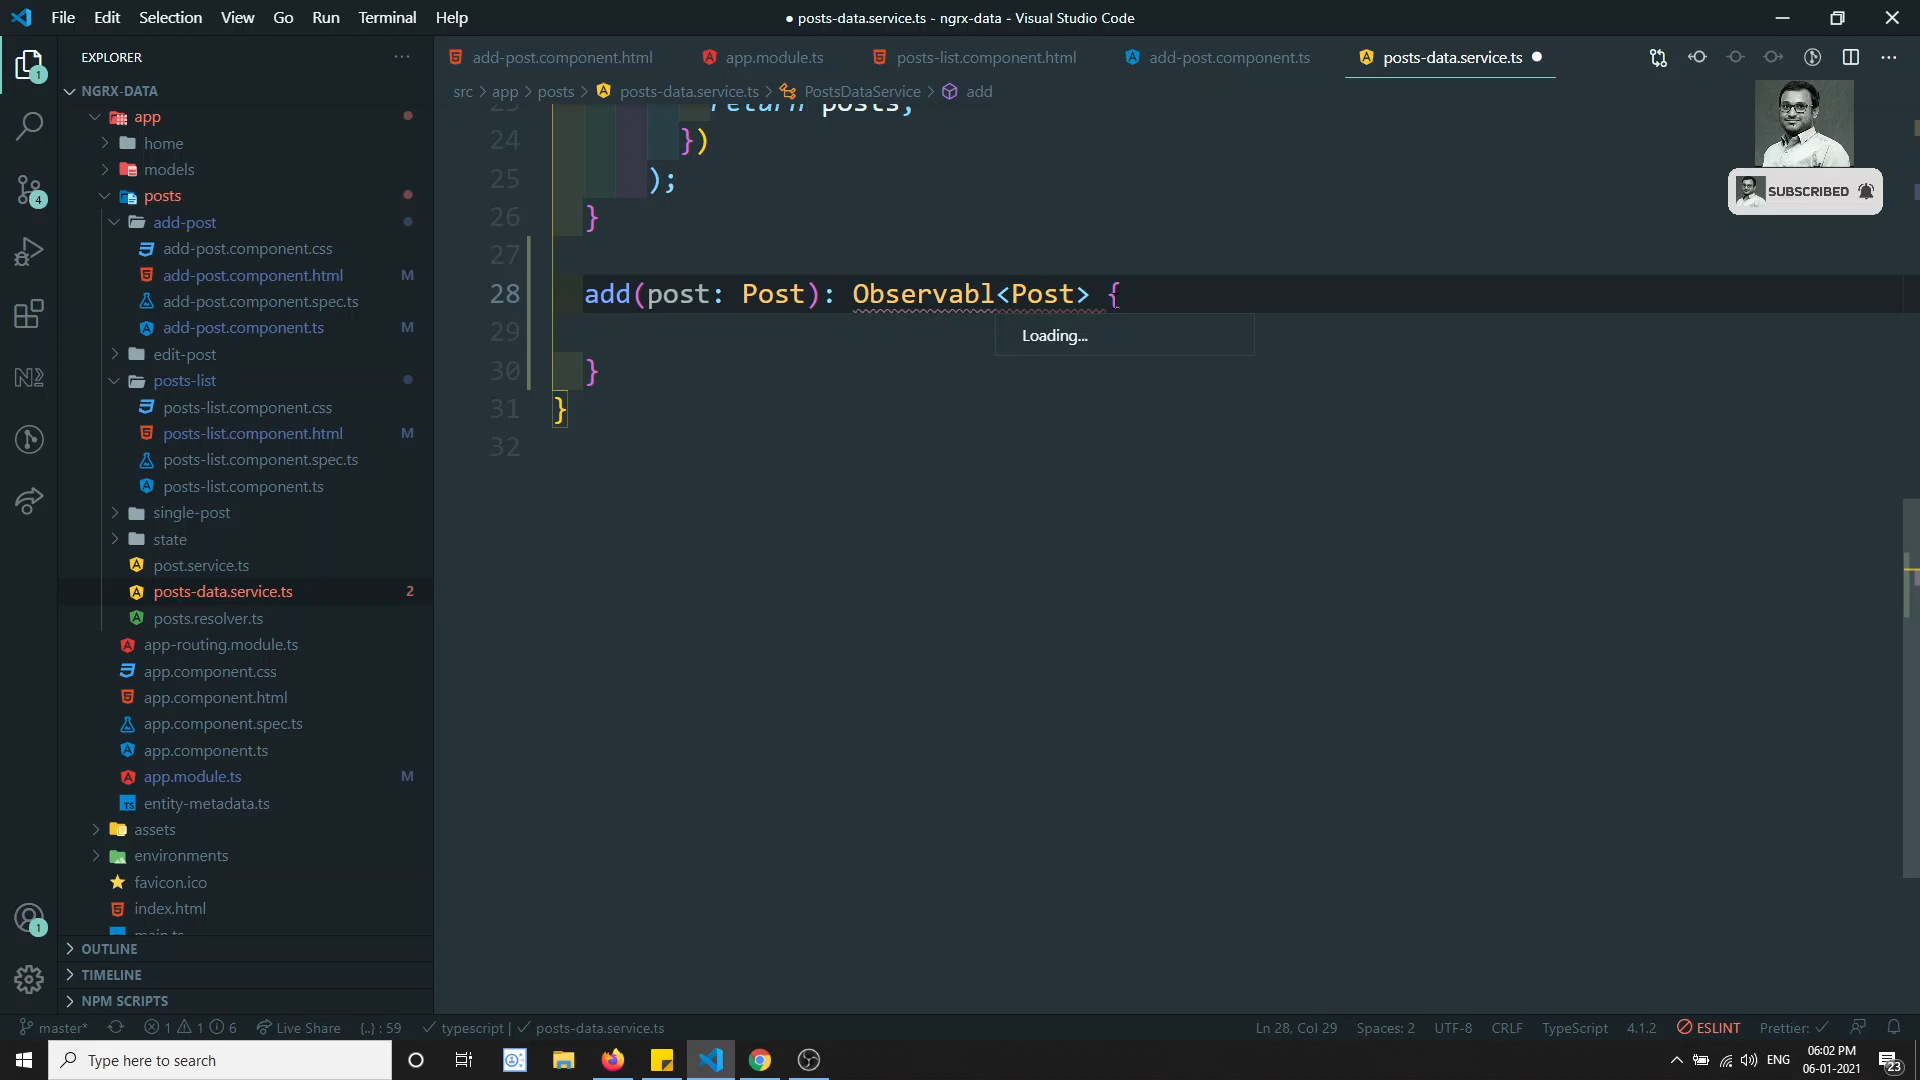 File Edit Selection View Go Run Terminal Help
● posts-data.service.ts - ngrx-data - Visual Studio Code
EXPLORER
add-post.component.html app.module.ts posts-list.component.html add-post.component.ts posts-data.service.ts
NGRX-DATA
src > app > posts > posts-data.service.ts > PostsDataService > add
app
home
models
posts
add-post
add-post.component.css
add-post.component.html M
add-post.component.spec.ts
add-post.component.ts M
edit-post
posts-list
posts-list.component.css
posts-list.component.html M
posts-list.component.spec.ts
posts-list.component.ts
single-post
state
post.service.ts
posts-data.service.ts 2
posts.resolver.ts
app-routing.module.ts
app.component.css
app.component.html
app.component.spec.ts
app.component.ts
app.module.ts M
entity-metadata.ts
assets
environments
favicon.ico
index.html
main.ts
OUTLINE
TIMELINE
NPM SCRIPTS
1
4
1
23 return posts;
24 })
25 );
26 }
27
28 add(post: Post): Observabl<Post> {
29
30 }
31 }
32
Loading...
SUBSCRIBED
master* 1 1 6 Live Share {..} : 59 typescript | posts-data.service.ts
Ln 28, Col 29 Spaces: 2 UTF-8 CRLF TypeScript 4.1.2 ESLINT Prettier: ✓
Type here to search
ENG
06:02 PM
06-01-2021
23